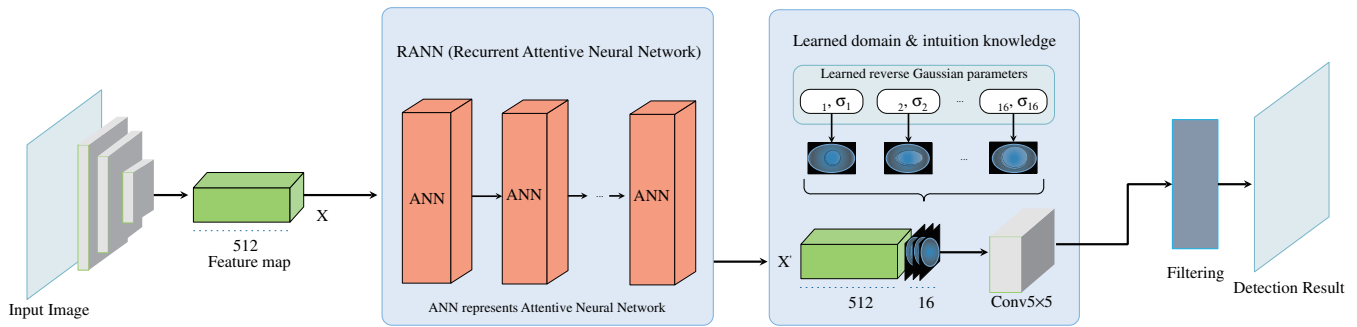 Input Image
512
Feature map
X
RANN (Recurrent Attentive Neural Network)
ANN
ANN
...
ANN
ANN represents Attentive Neural Network
Learned domain & intuition knowledge
Learned reverse Gaussian parameters
1, σ1
2, σ2
...
16, σ16
...
X'
512
16
Conv5×5
Filtering
Detection Result